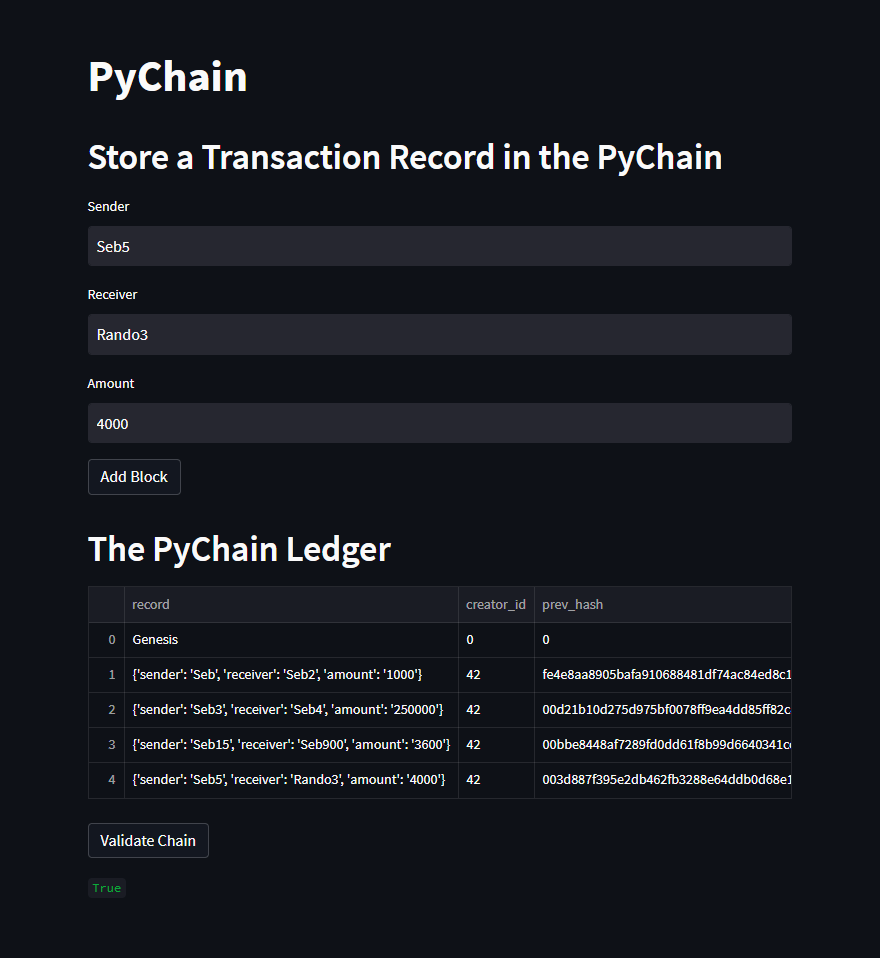 PyChain
Store a Transaction Record in the PyChain
Sender
Seb5
Receiver
Rando3
Amount
4000
Add Block
The PyChain Ledger
record creator_id prev_hash
0 Genesis 0 0
1 {'sender': 'Seb', 'receiver': 'Seb2', 'amount': '1000'} 42 fe4e8aa8905bafa910688481df74ac84ed8c1
2 {'sender': 'Seb3', 'receiver': 'Seb4', 'amount': '250000'} 42 00d21b10d275d975bf0078ff9ea4dd85ff82c
3 {'sender': 'Seb15', 'receiver': 'Seb900', 'amount': '3600'} 42 00bbe8448af7289fd0dd61f8b99d6640341c
4 {'sender': 'Seb5', 'receiver': 'Rando3', 'amount': '4000'} 42 003d887f395e2db462fb3288e64ddb0d68e1
Validate Chain
True